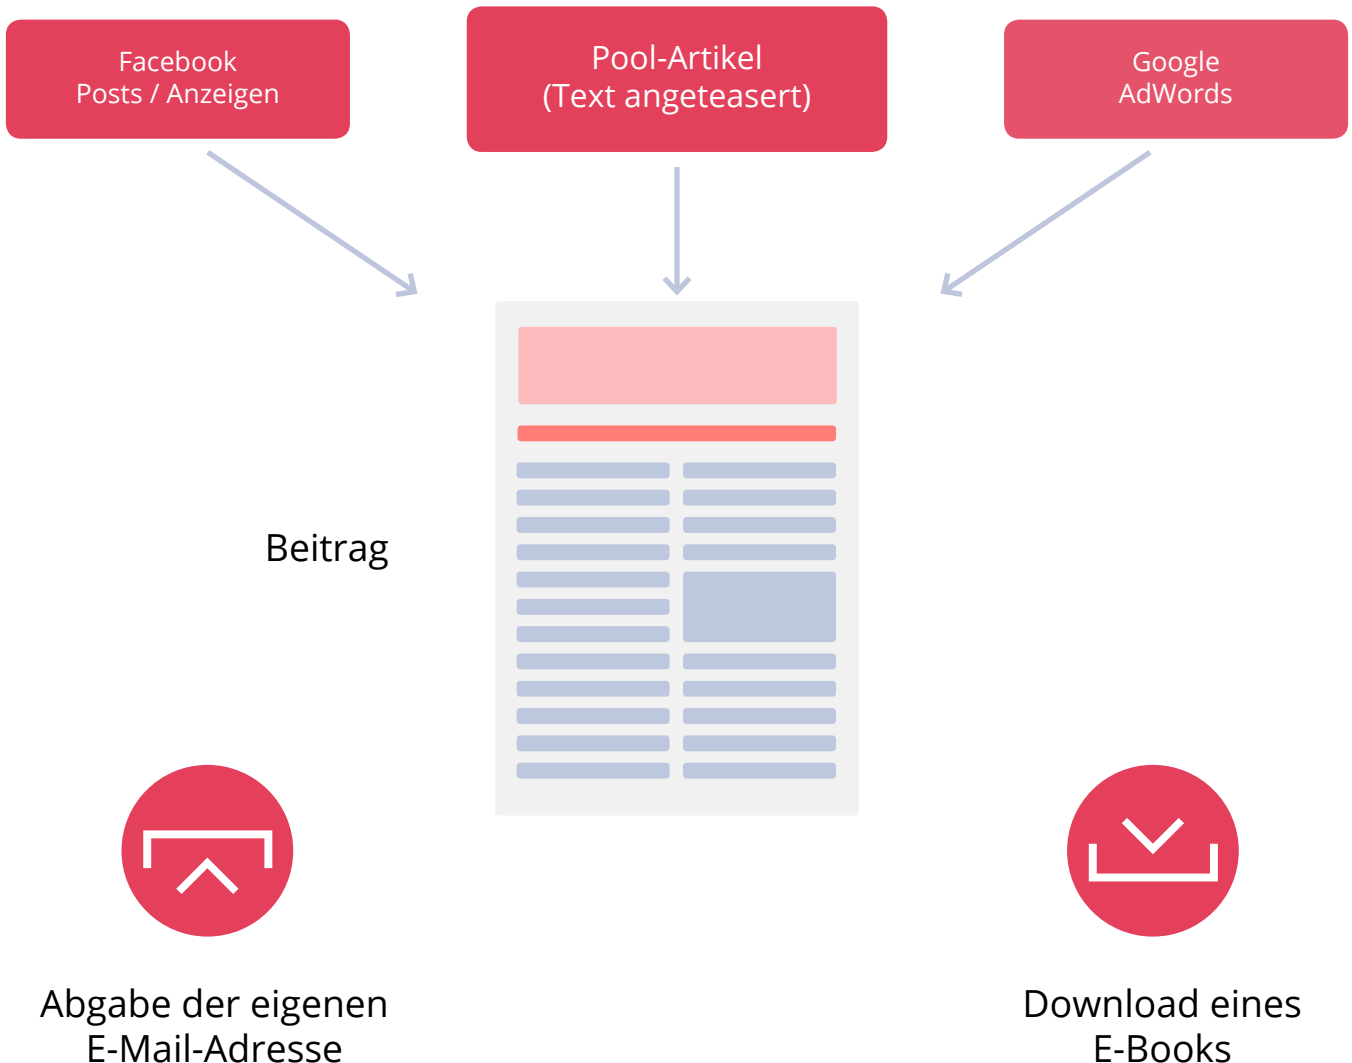 Facebook
Posts / Anzeigen
Pool-Artikel
(Text angeteasert)
Google
AdWords
Beitrag
Abgabe der eigenen
E-Mail-Adresse
Download eines
E-Books